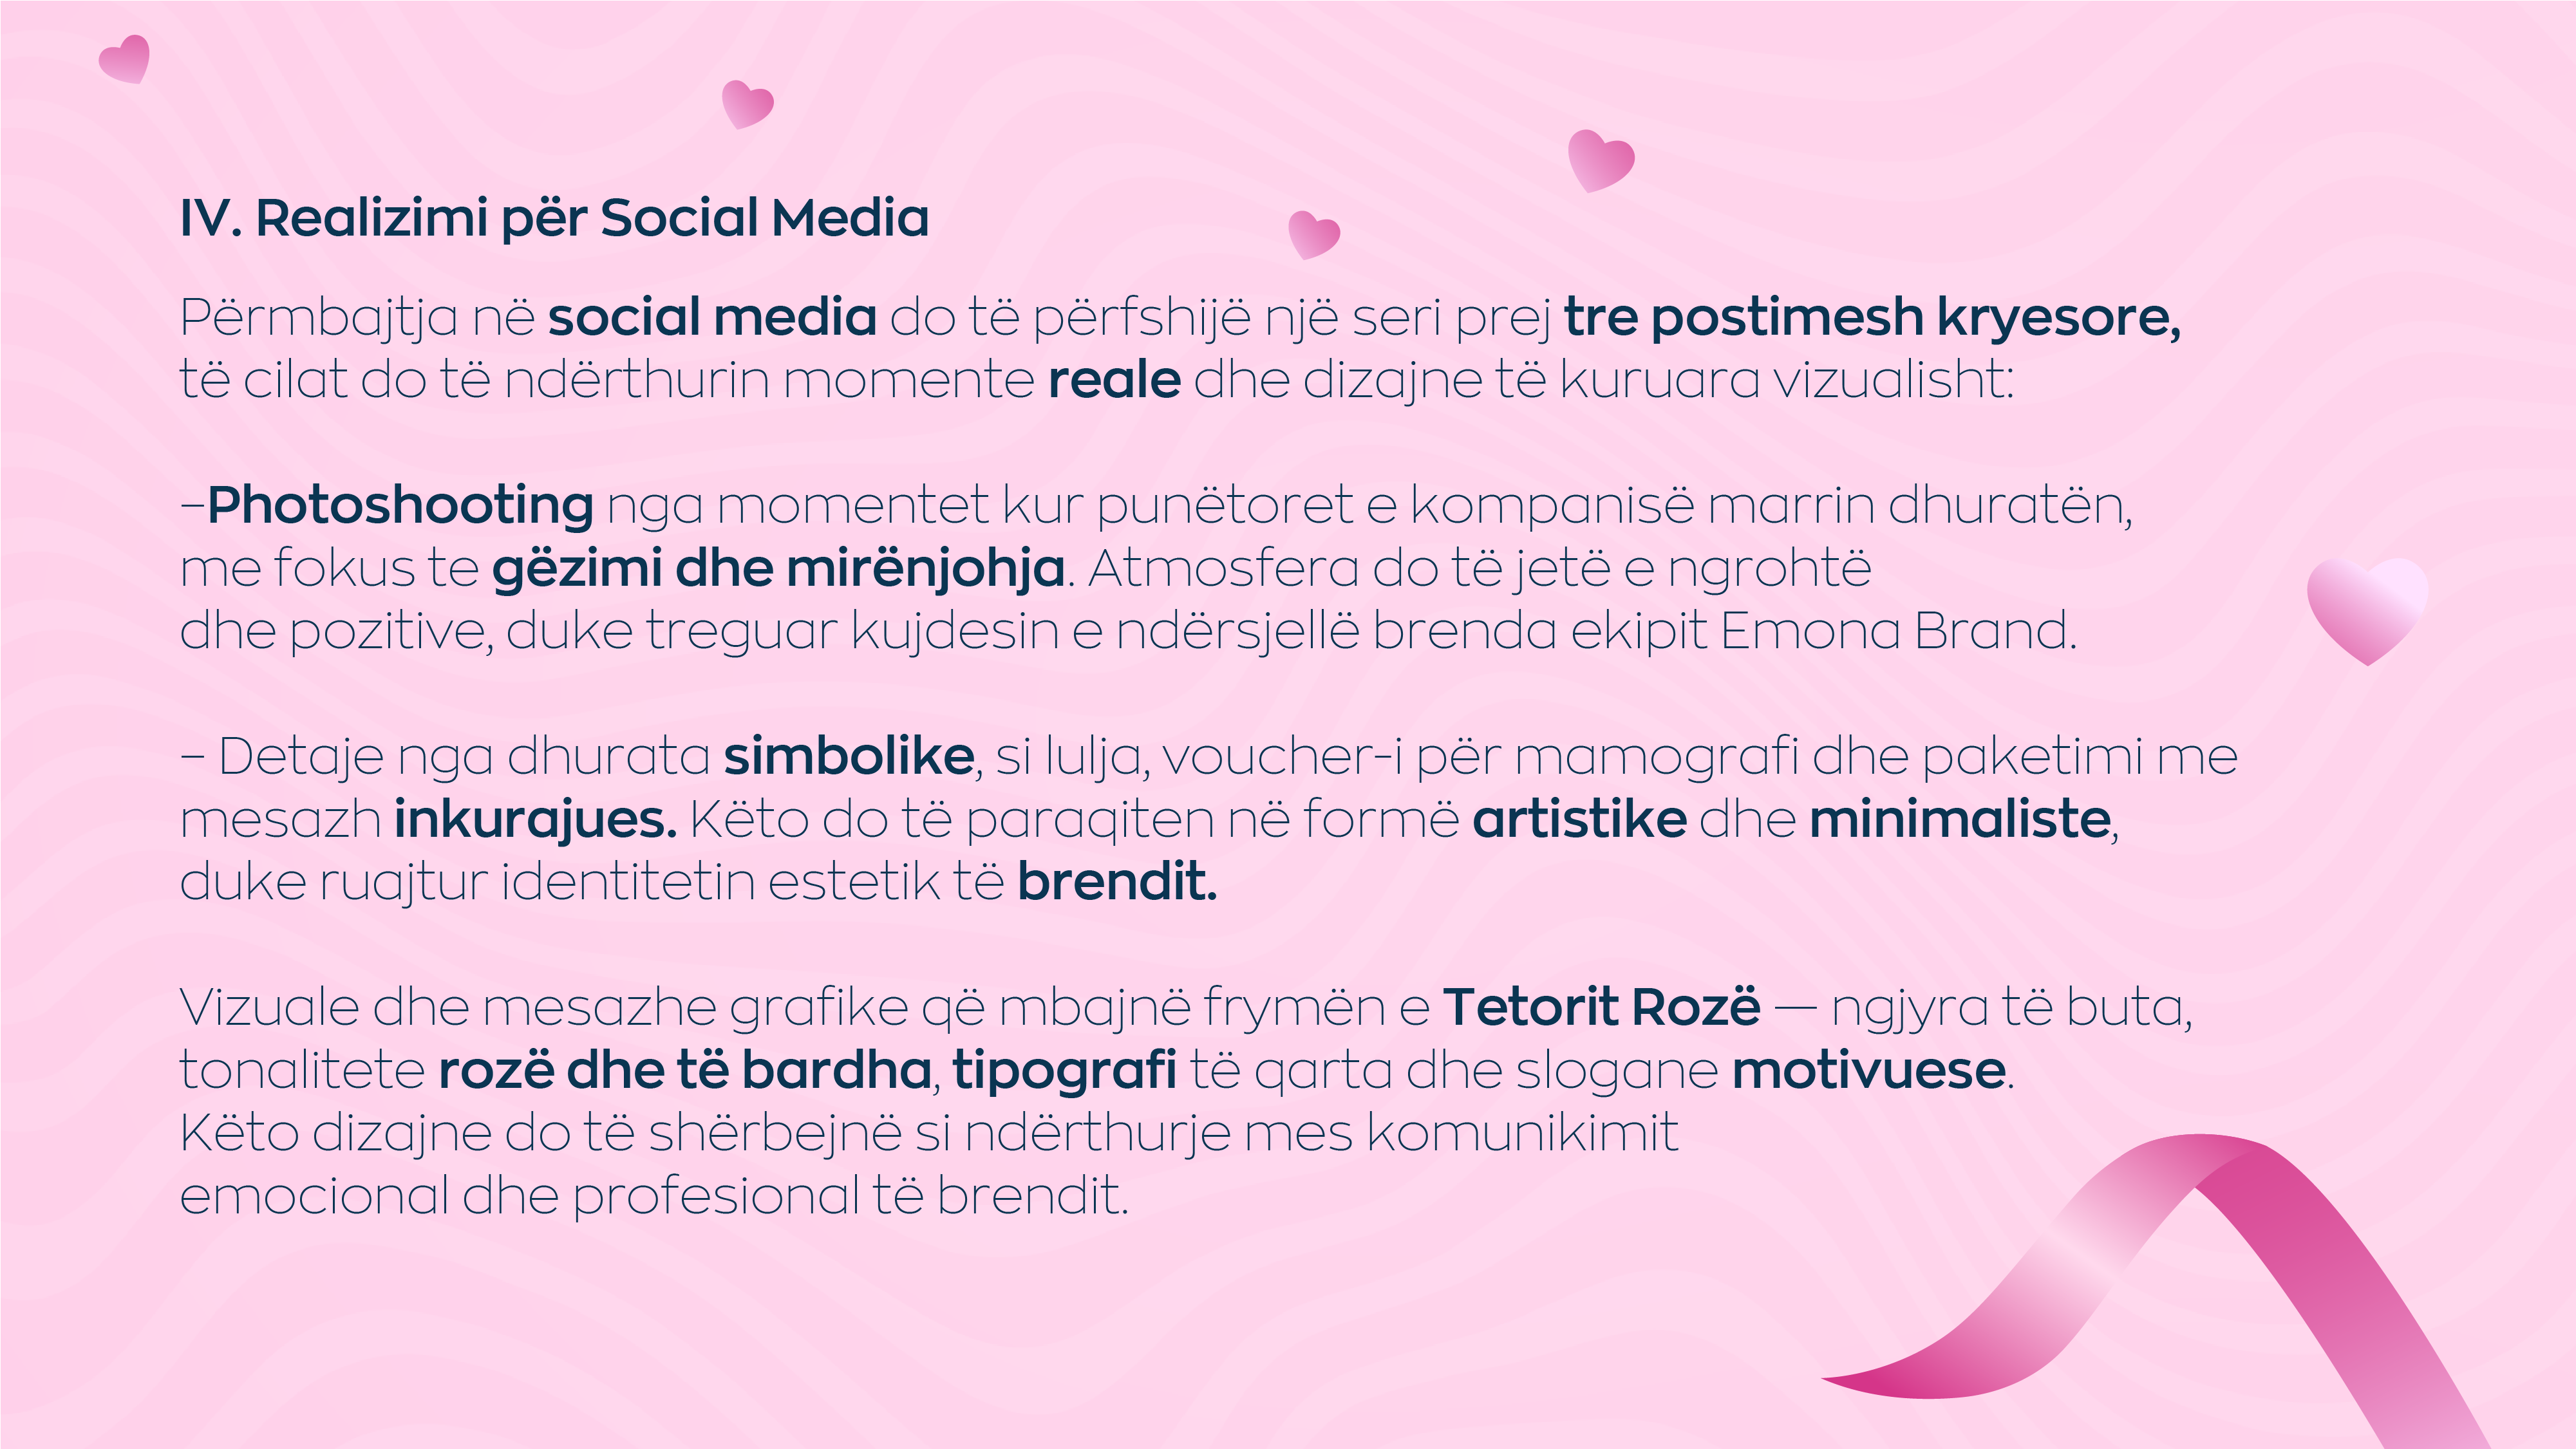 IV. Realizimi për Social Media
Përmbajtja në social media do të përfshijë një seri prej tre postimesh kryesore,
të cilat do të ndërthurin momente reale dhe dizajne të kuruara vizualisht:
–Photoshooting nga momentet kur punëtoret e kompanisë marrin dhuratën,
me fokus te gëzimi dhe mirënjohja. Atmosfera do të jetë e ngrohtë
dhe pozitive, duke treguar kujdesin e ndërsjellë brenda ekipit Emona Brand.
– Detaje nga dhurata simbolike, si lulja, voucher-i për mamografi dhe paketimi me
mesazh inkurajues. Këto do të paraqiten në formë artistike dhe minimaliste,
duke ruajtur identitetin estetik të brendit.
Vizuale dhe mesazhe grafike që mbajnë frymën e Tetorit Rozë — ngjyra të buta,
tonalitete rozë dhe të bardha, tipografi të qarta dhe slogane motivuese.
Këto dizajne do të shërbejnë si ndërthurje mes komunikimit
emocional dhe profesional të brendit.